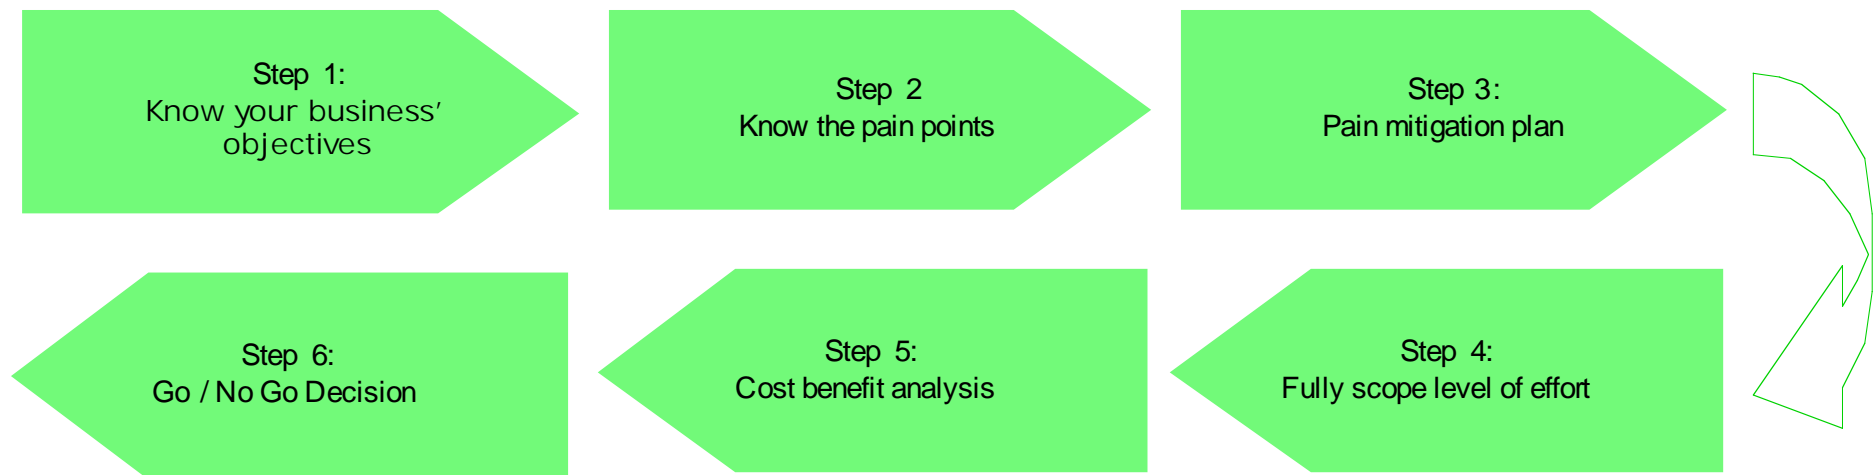 Step 1:
Know your business’
objectives
Step 2
Know the pain points
Step 3:
Pain mitigation plan
Step 4:
Fully scope level of effort
Step 5:
Cost benefit analysis
Step 6:
Go / No Go Decision